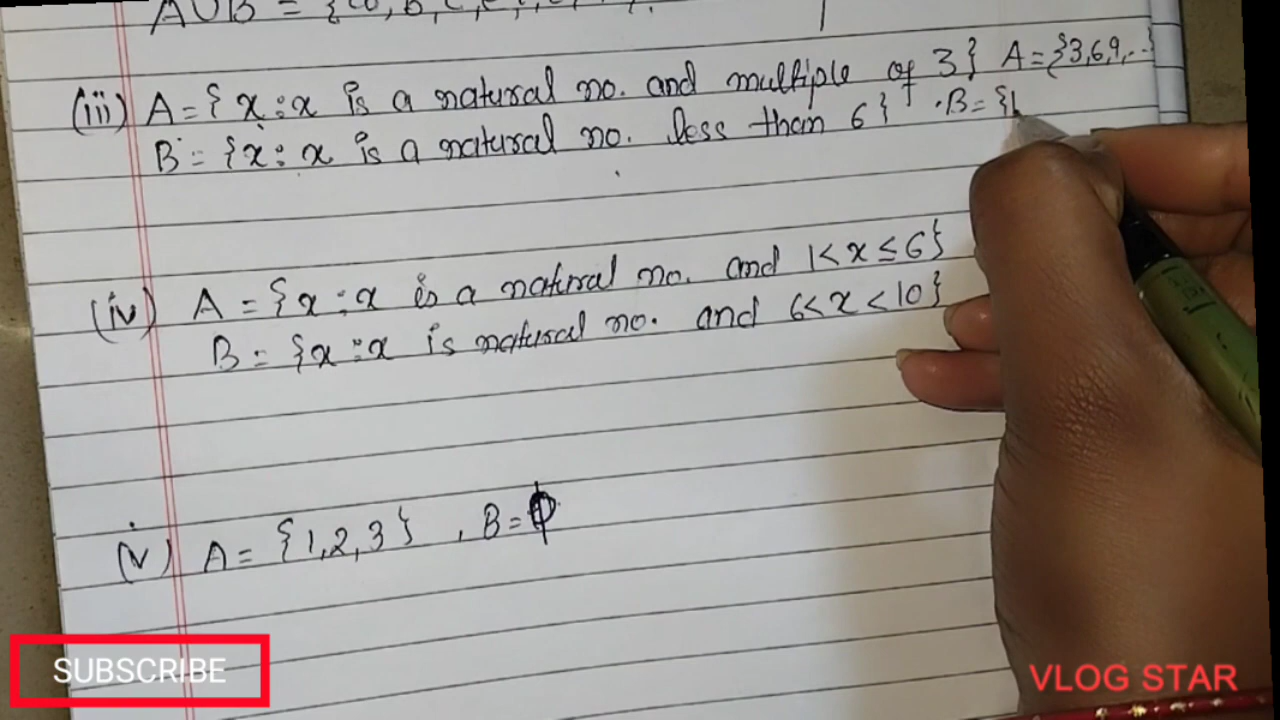 A∪B = {
(iii) A = { x : x is a natural no. and multiple of 3} A = {3,6,9,..}
B = {x : x is a natural no. less than 6} B = {1
(iv) A = {x : x is a natural no. and 1 < x ≤ 6}
B = {x : x is natural no. and 6 < x < 10}
(v) A = {1,2,3} , B = ϕ
SUBSCRIBE
VLOG STAR